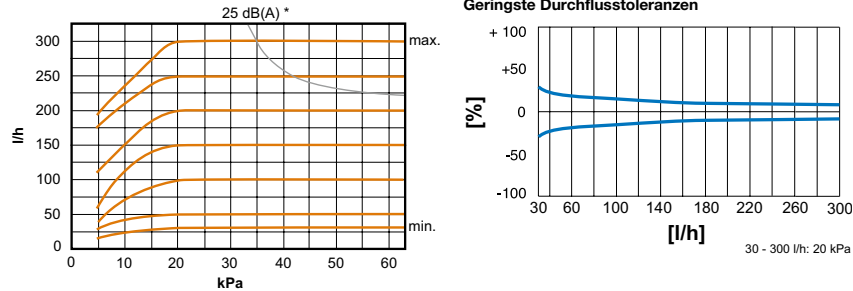 25 dB(A) *
l/h
300
250
200
150
100
50
0
max.
min.
0 10 20 30 40 50 60
kPa
Geringste Durchflusstoleranzen
[%]
+ 100
+50
0
-50
-100
30 60 100 140 180 220 260 300
[l/h]
30 - 300 l/h: 20 kPa